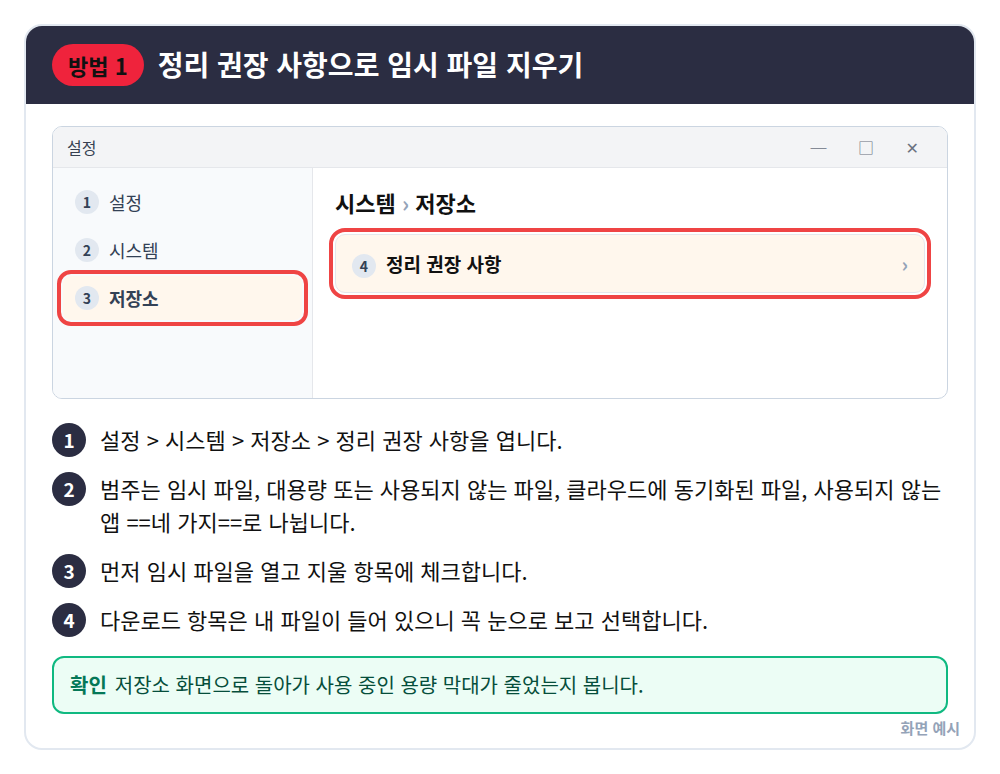 방법 1 정리 권장 사항으로 임시 파일 지우기
설정
1 설정
2 시스템
3 저장소
시스템 › 저장소
4 정리 권장 사항 ›
1 설정 > 시스템 > 저장소 > 정리 권장 사항을 엽니다.
2 범주는 임시 파일, 대용량 또는 사용되지 않는 파일, 클라우드에 동기화된 파일, 사용되지 않는
앱 ==네 가지==로 나뉩니다.
3 먼저 임시 파일을 열고 지울 항목에 체크합니다.
4 다운로드 항목은 내 파일이 들어 있으니 꼭 눈으로 보고 선택합니다.
확인 저장소 화면으로 돌아가 사용 중인 용량 막대가 줄었는지 봅니다.
화면 예시